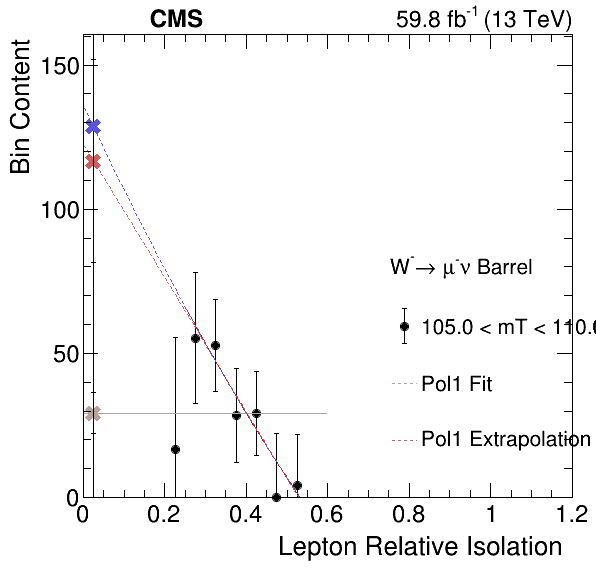 CMS 59.8 fb⁻¹ (13 TeV)
Bin Content
150
100
50
0
W⁻→ μ⁻ν Barrel
105.0 < mT < 110.0
Pol1 Fit
Pol1 Extrapolation
0 0.2 0.4 0.6 0.8 1 1.2
Lepton Relative Isolation